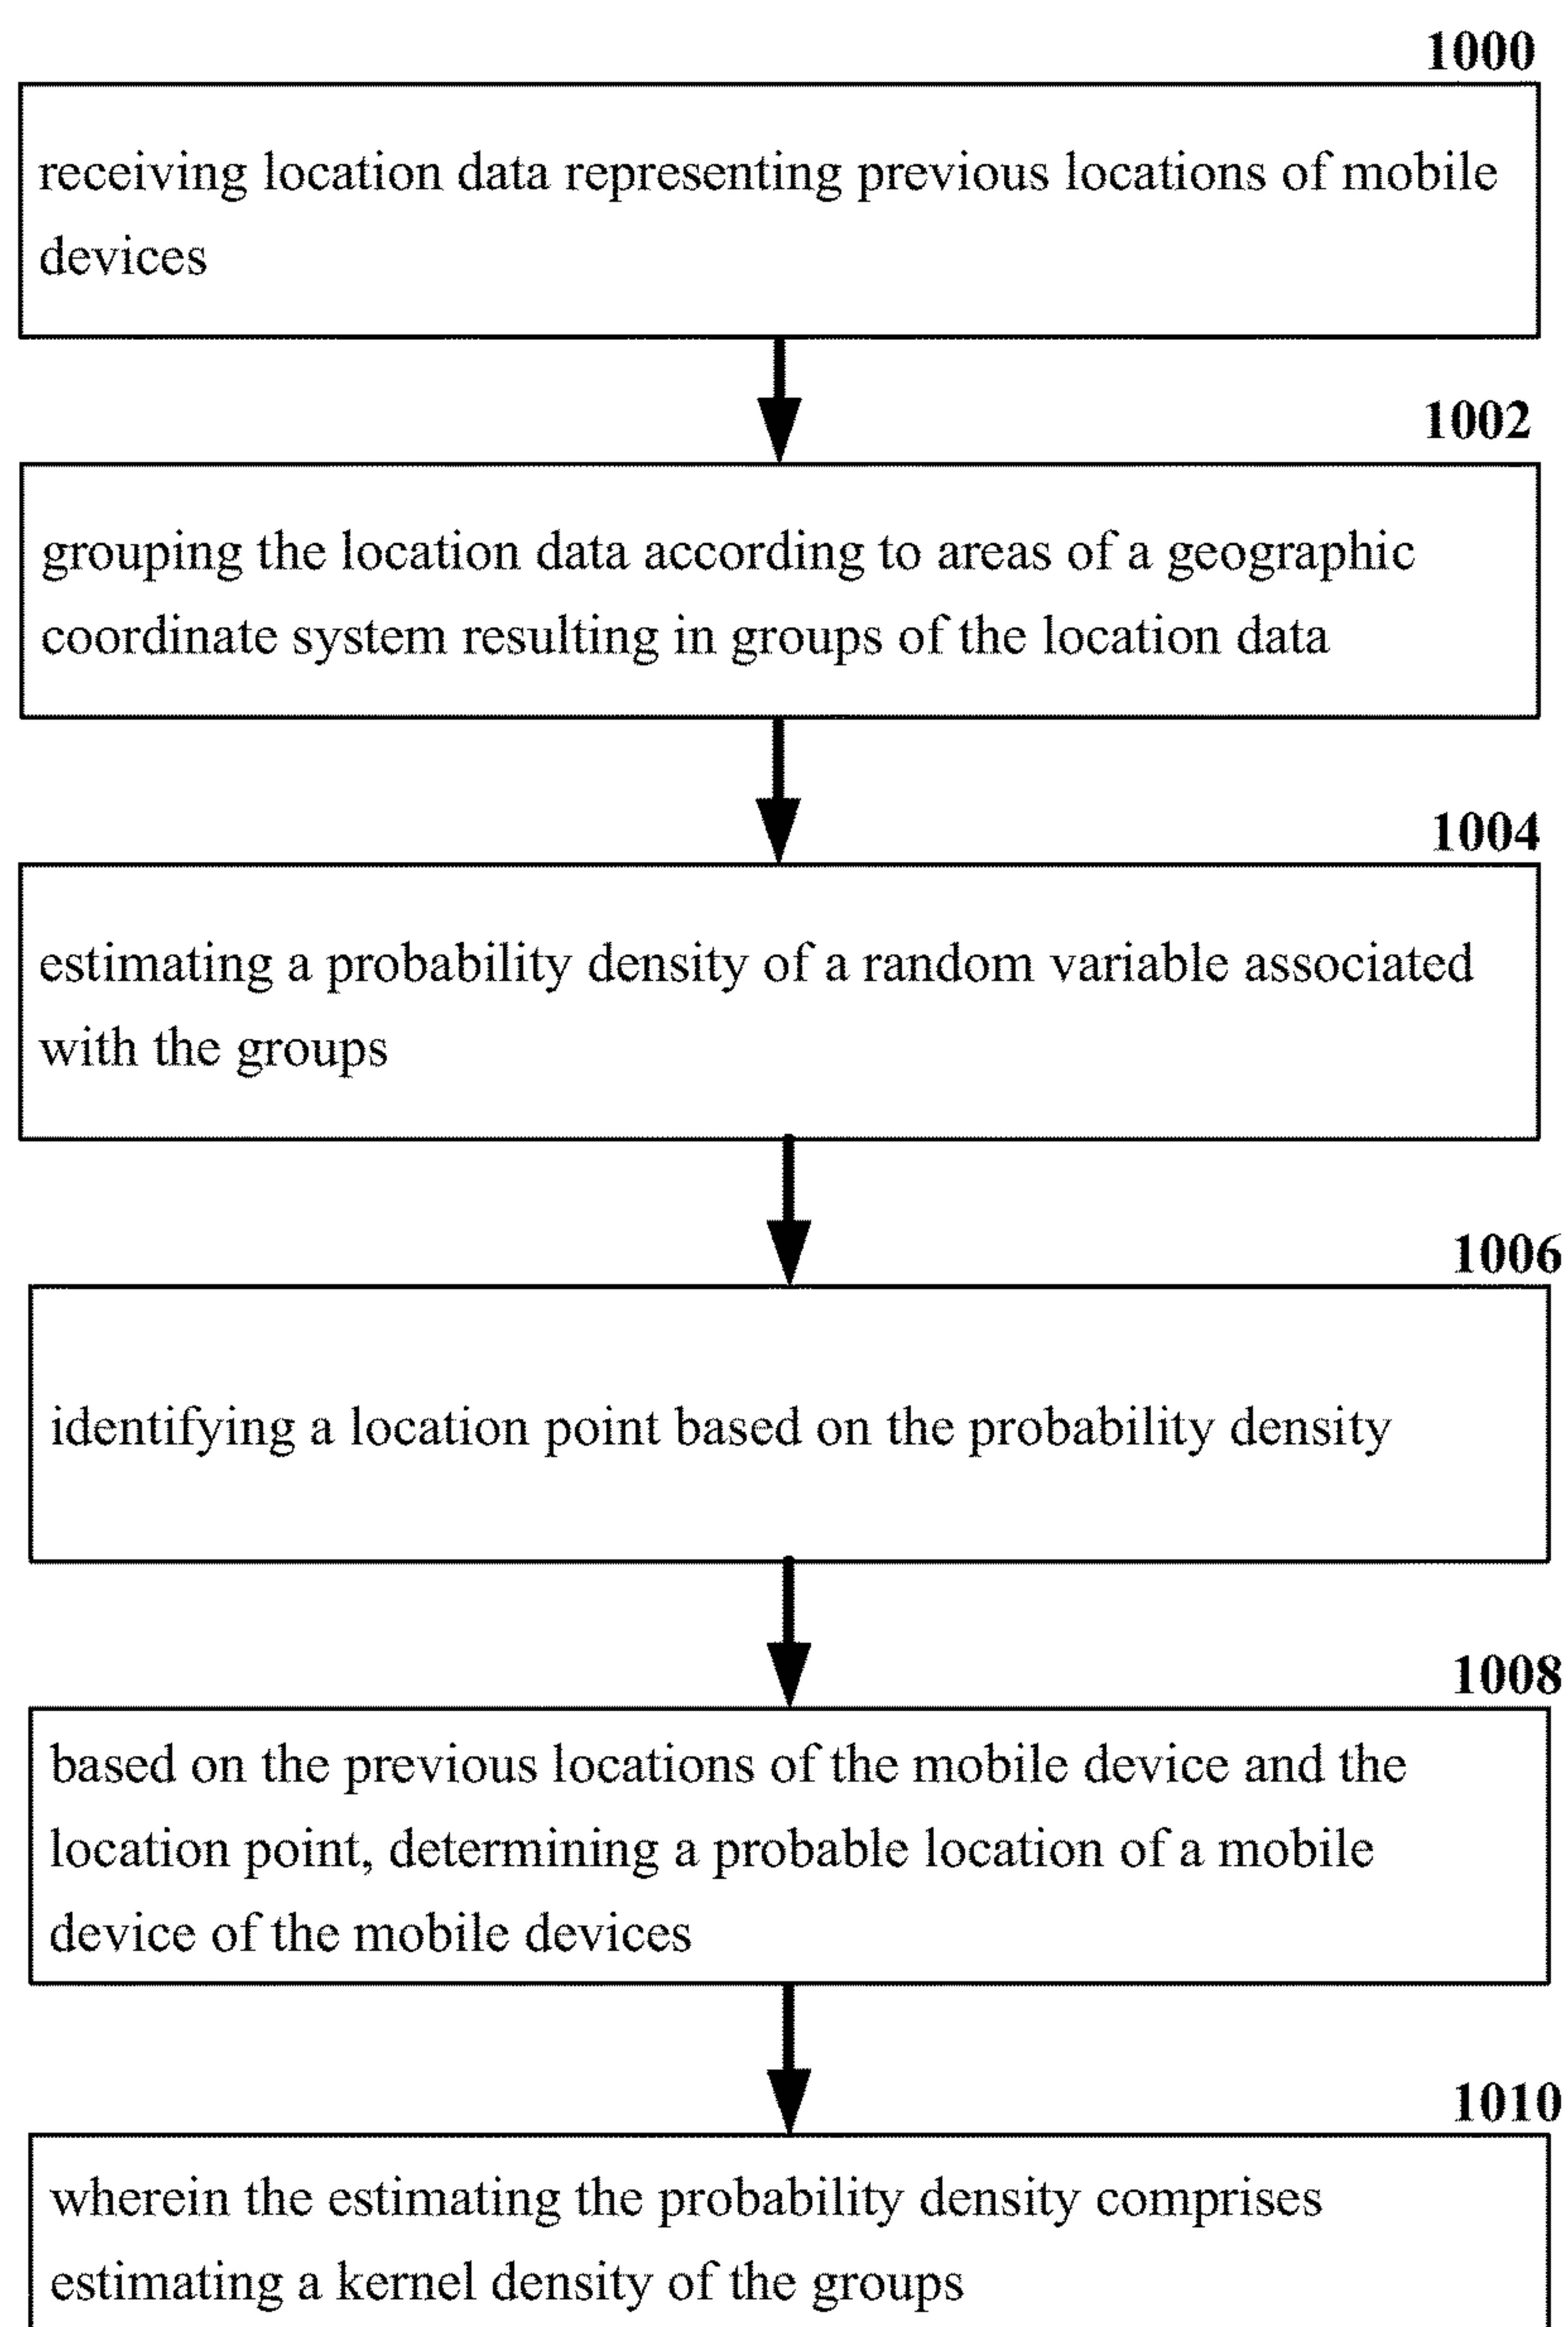 1000
receiving location data representing previous locations of mobile
devices
1002
grouping the location data according to areas of a geographic
coordinate system resulting in groups of the location data
1004
estimating a probability density of a random variable associated
with the groups
1006
identifying a location point based on the probability density
1008
based on the previous locations of the mobile device and the
location point, determining a probable location of a mobile
device of the mobile devices
1010
wherein the estimating the probability density comprises
estimating a kernel density of the groups